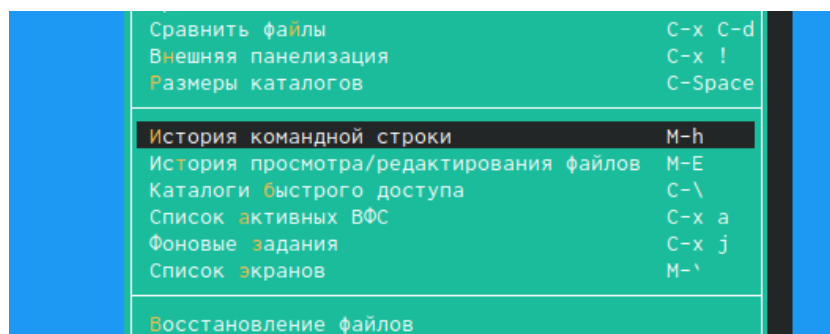 Сравнить файлы C-x C-d
Внешняя панелизация C-x !
Размеры каталогов C-Space
История командной строки M-h
История просмотра/редактирования файлов M-E
Каталоги быстрого доступа C-\
Список активных ВФС C-x a
Фоновые задания C-x j
Список экранов M-`
Восстановление файлов